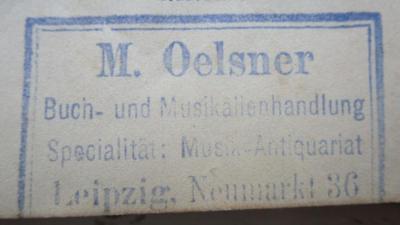 M. Oelsner
Buch- und Musikalienhandlung
Specialität: Musik-Antiquariat
Leipzig, Neumarkt 36